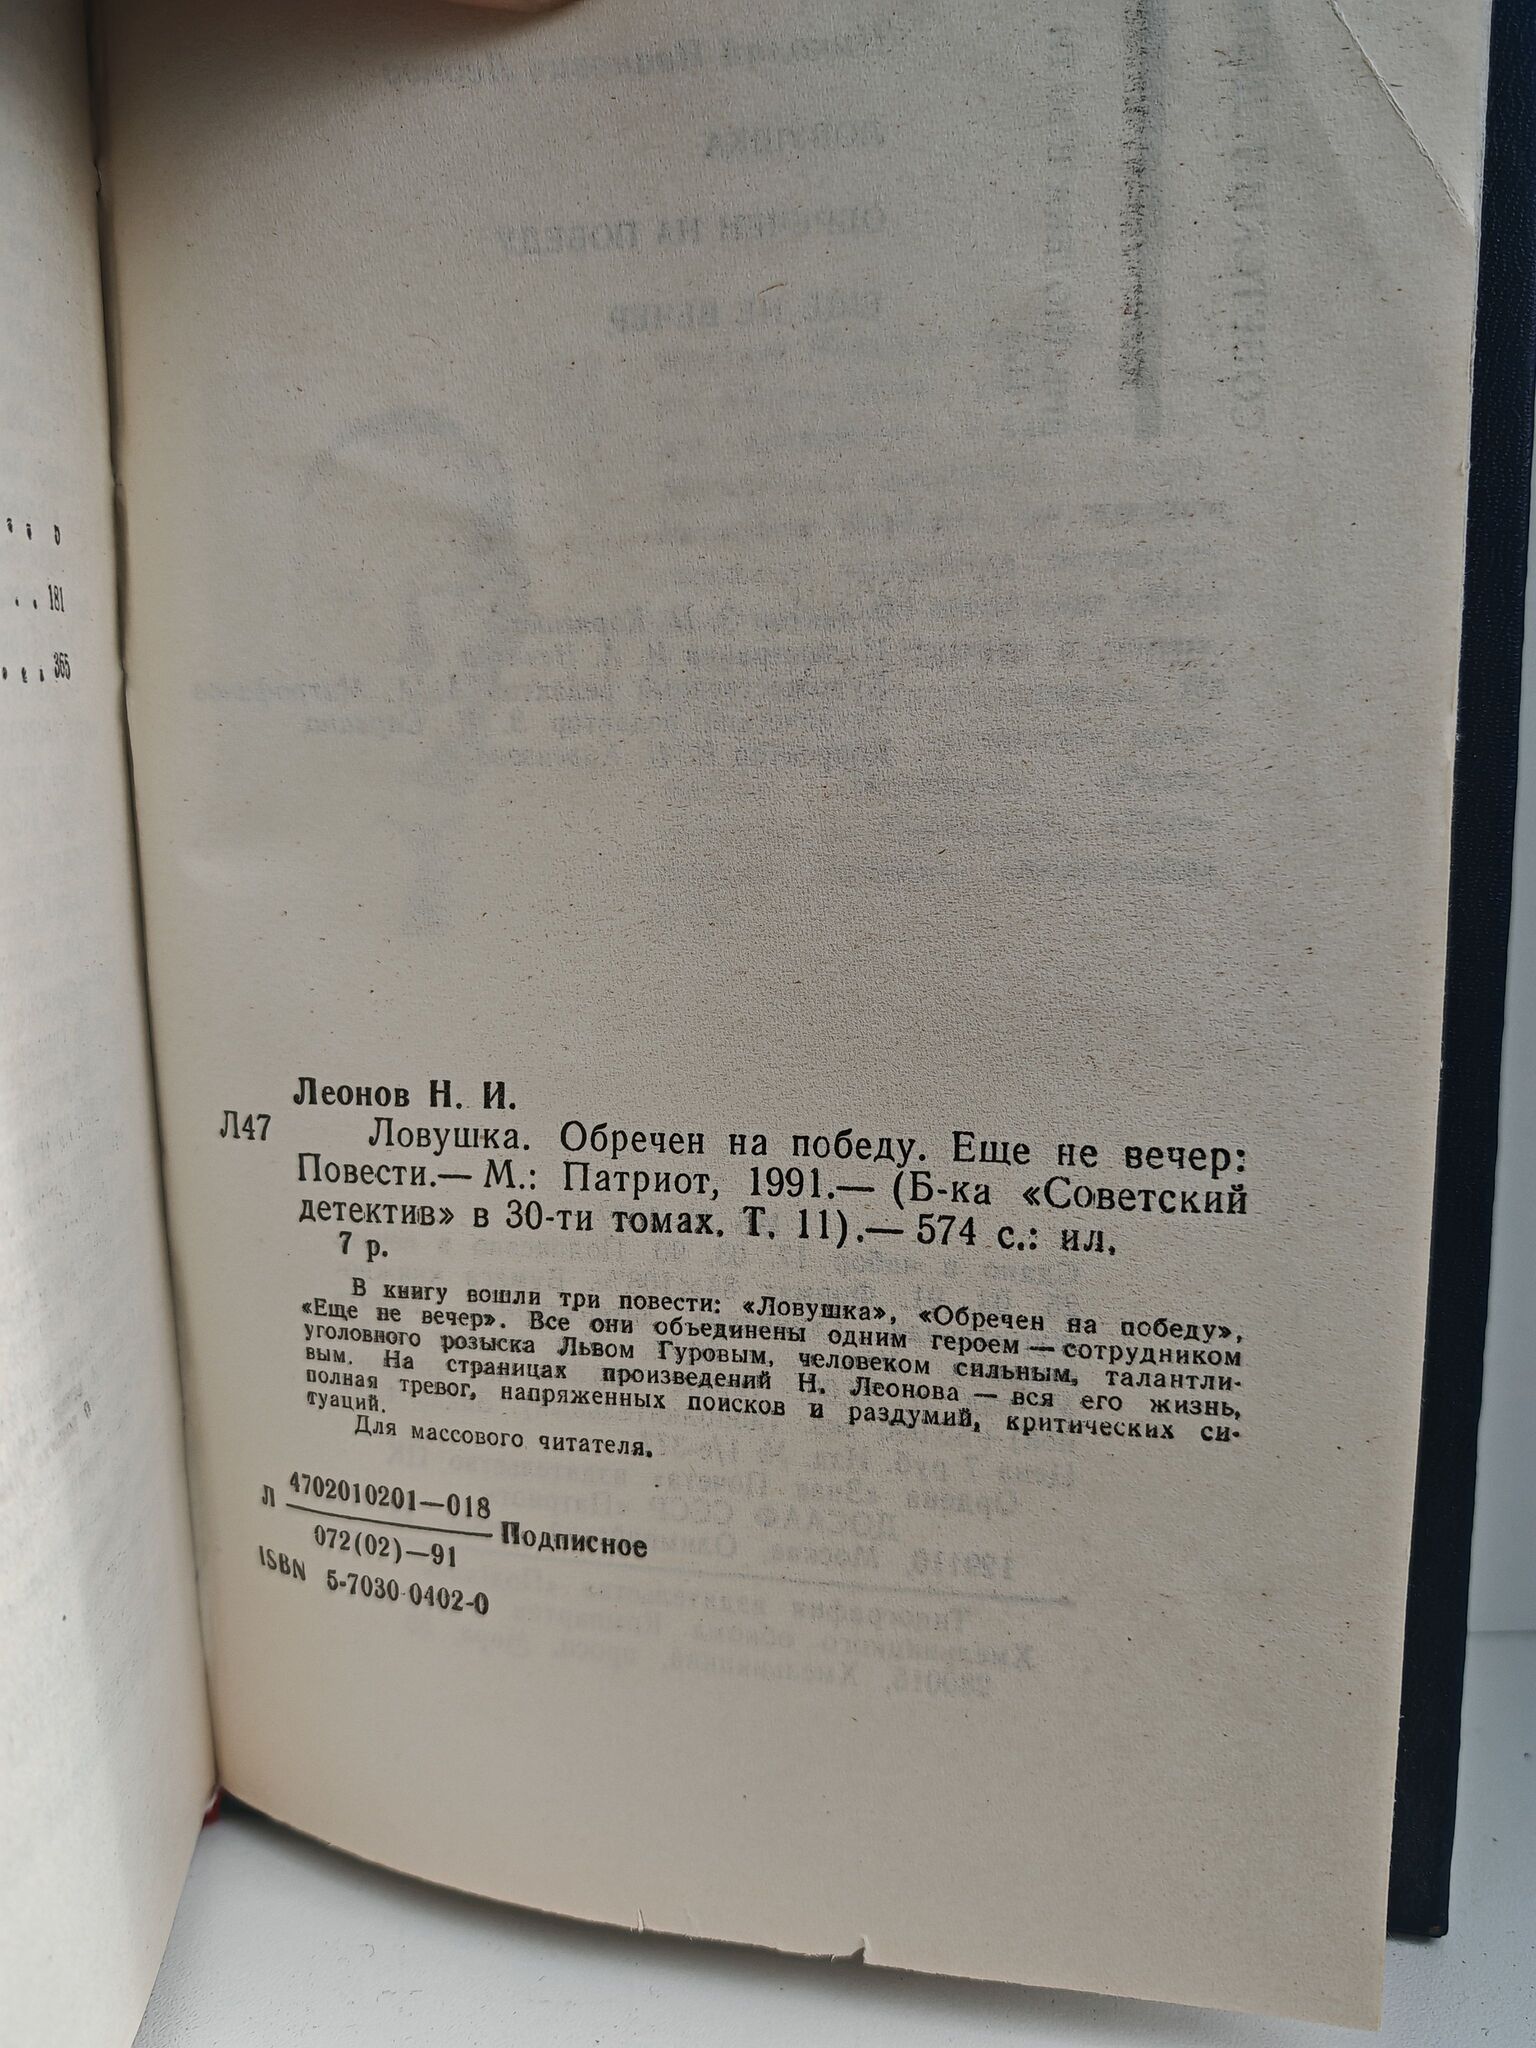 181
365
Леонов Н. И.
Л47
Ловушка. Обречен на победу. Еще не вечер:
Повести.— М.: Патриот, 1991.— (Б-ка «Советский
детектив» в 30-ти томах. Т. 11).— 574 с.: ил.
7 р.
В книгу вошли три повести: «Ловушка», «Обречен на победу»,
«Еще не вечер». Все они объединены одним героем — сотрудником
уголовного розыска Львом Гуровым, человеком сильным, талантли-
вым. На страницах произведений Н. Леонова — вся его жизнь,
полная тревог, напряженных поисков и раздумий, критических си-
туаций.
Для массового читателя.
Л 4702010201—018
072(02)—91 Подписное
ISBN 5-7030-0402-0